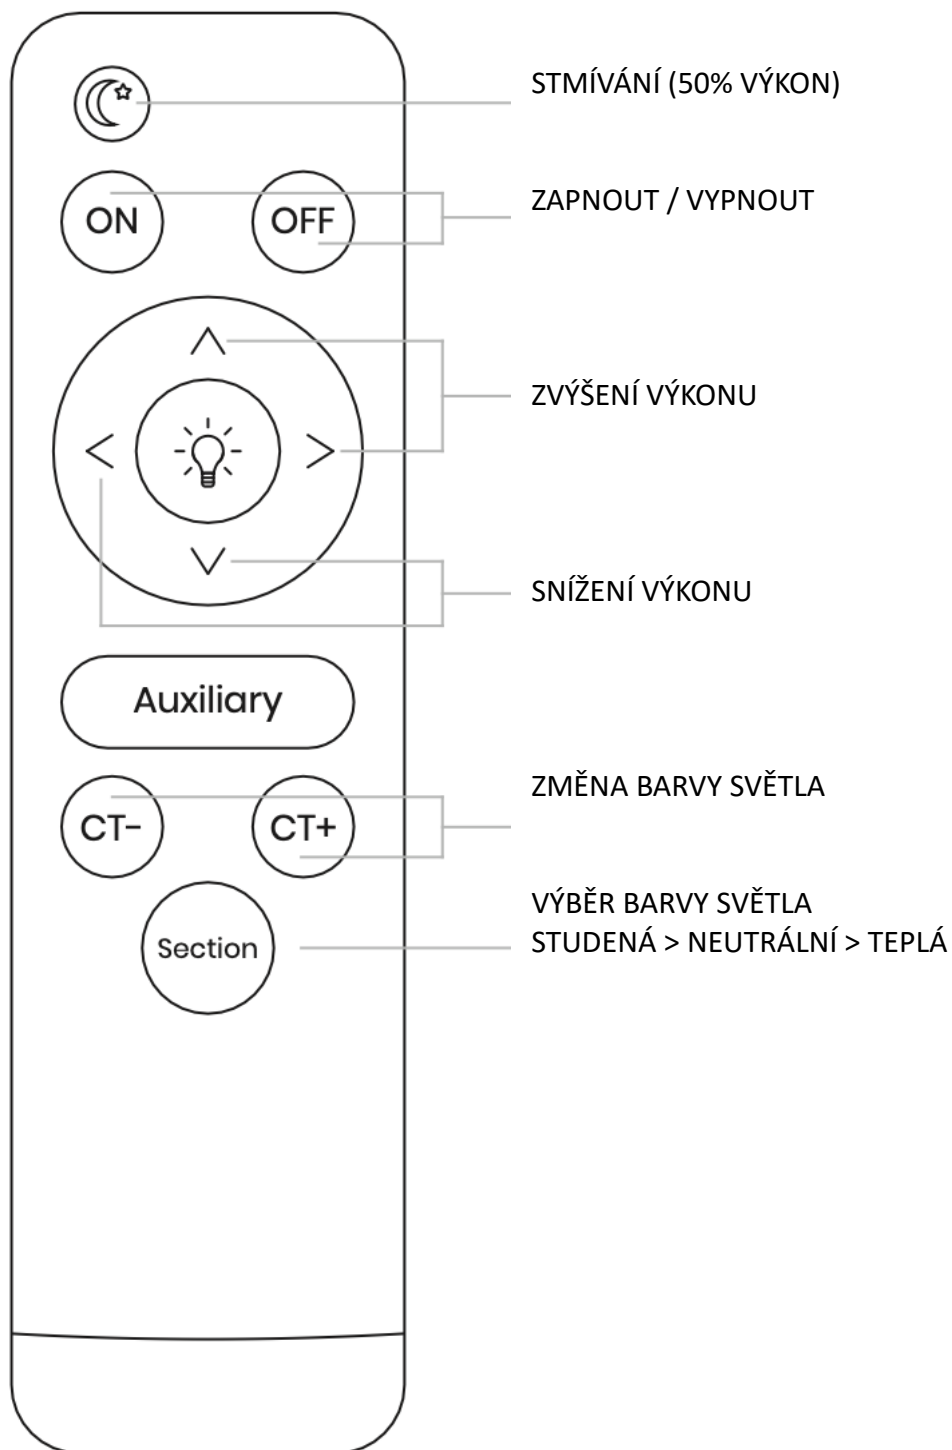 STMÍVÁNÍ (50% VÝKON)
ON
OFF
ZAPNOUT / VYPNOUT
ZVÝŠENÍ VÝKONU
SNÍŽENÍ VÝKONU
Auxiliary
ZMĚNA BARVY SVĚTLA
CT-
CT+
VÝBĚR BARVY SVĚTLA
Section
STUDENÁ > NEUTRÁLNÍ > TEPLÁ